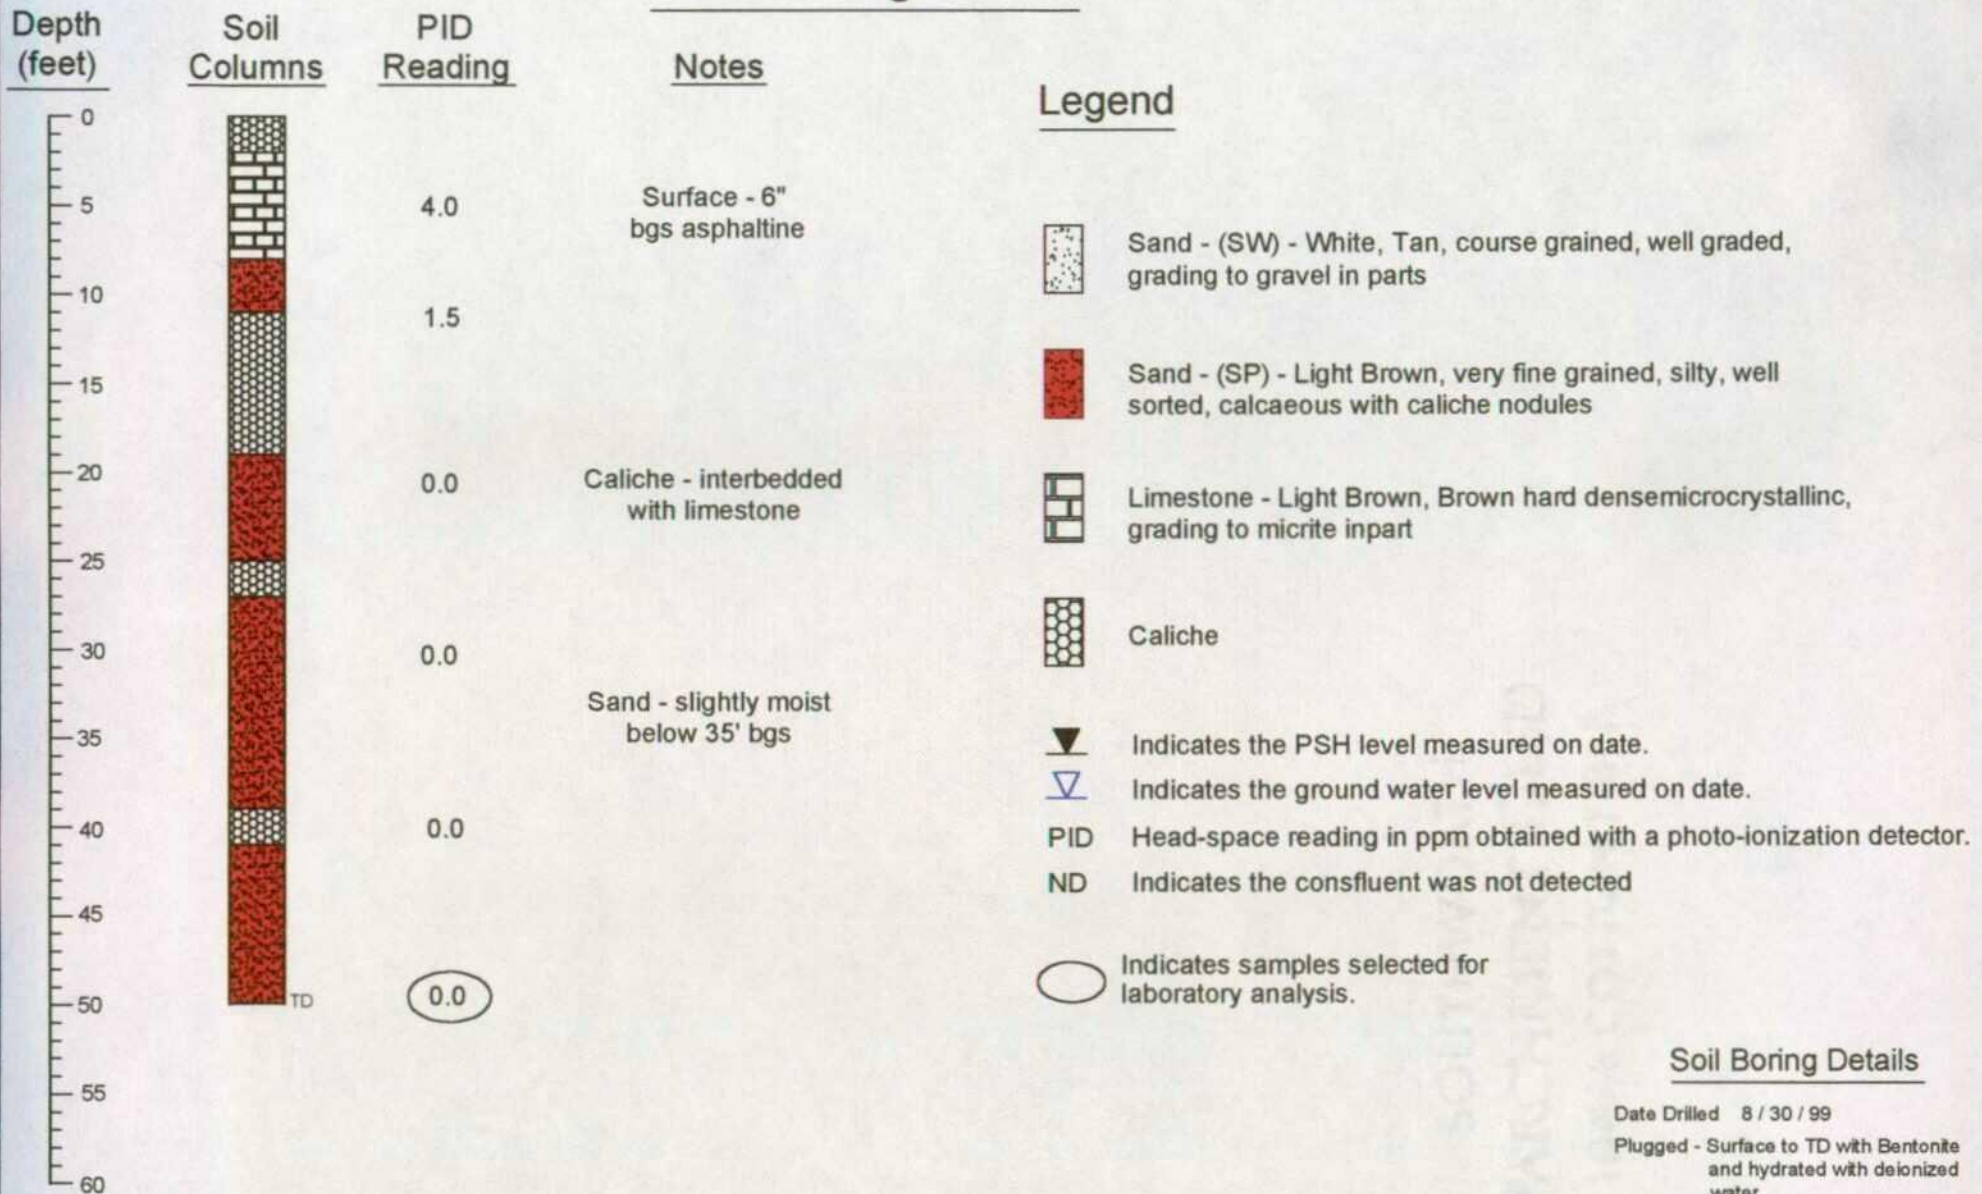 Depth
(feet)
Soil
Columns
PID
Reading
Notes
0
5
10
15
20
25
30
35
40
45
50
55
60
TD
4.0
1.5
0.0
0.0
0.0
0.0
Surface - 6"
bgs asphaltine
Caliche - interbedded
with limestone
Sand - slightly moist
below 35' bgs
Legend
Sand - (SW) - White, Tan, course grained, well graded,
grading to gravel in parts
Sand - (SP) - Light Brown, very fine grained, silty, well
sorted, calcaeous with caliche nodules
Limestone - Light Brown, Brown hard densemicrocrystallinc,
grading to micrite inpart
Caliche
Indicates the PSH level measured on date.
Indicates the ground water level measured on date.
PID Head-space reading in ppm obtained with a photo-ionization detector.
ND Indicates the consfluent was not detected
Indicates samples selected for
laboratory analysis.
Soil Boring Details
Date Drilled 8 / 30 / 99
Plugged - Surface to TD with Bentonite
and hydrated with deionized
water